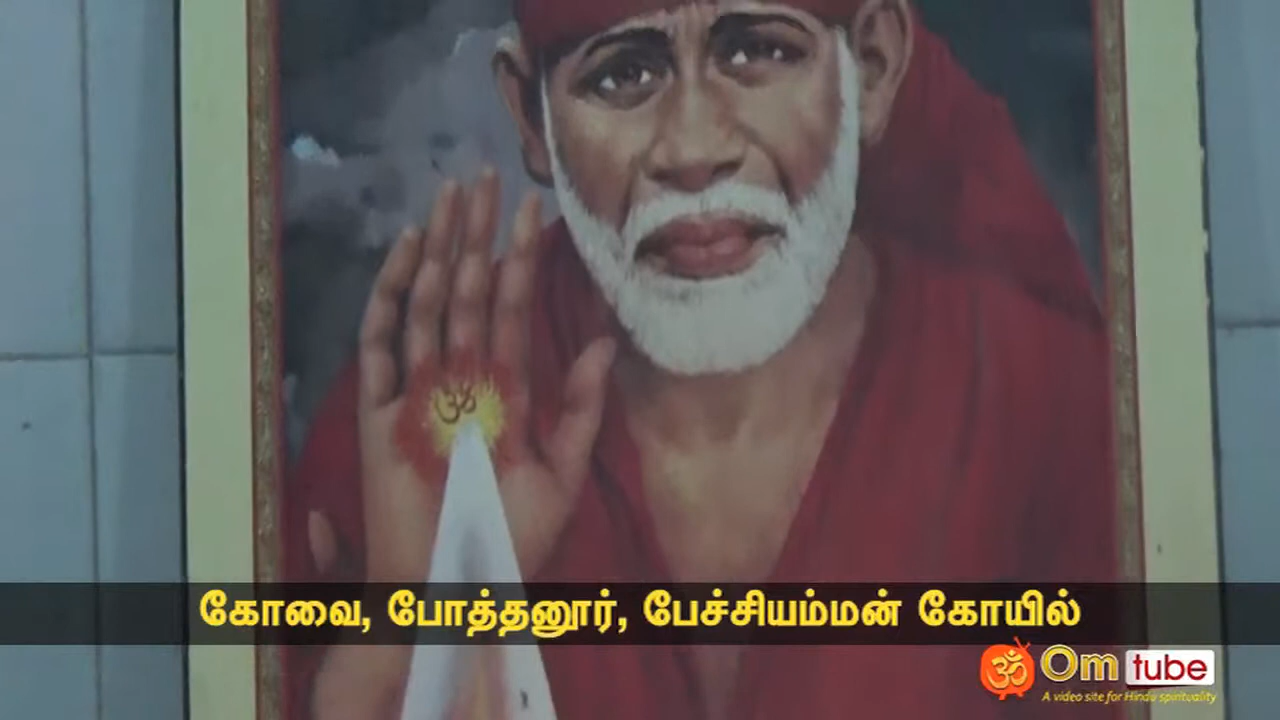 ॐ
கோவை, போத்தனூர், பேச்சியம்மன் கோயில்
ॐ Om tube
A video site for Hindu spirituality